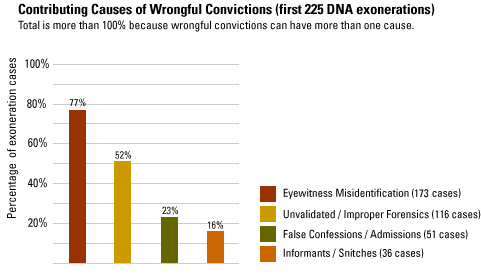 Contributing Causes of Wrongful Convictions (first 225 DNA exonerations)
Total is more than 100% because wrongful convictions can have more than one cause.
Percentage of exoneration cases
100%
80%
60%
40%
20%
77%
52%
23%
16%
Eyewitness Misidentification (173 cases)
Unvalidated / Improper Forensics (116 cases)
False Confessions / Admissions (51 cases)
Informants / Snitches (36 cases)